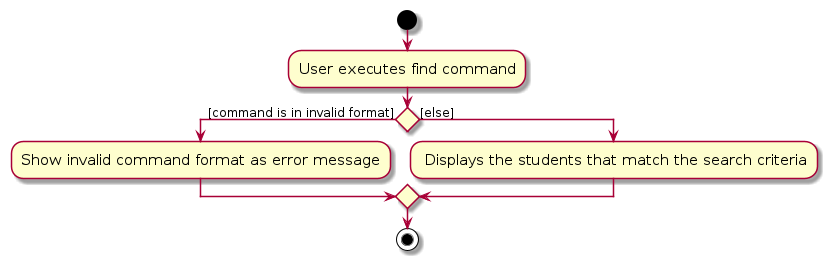 User executes find command
[command is in invalid format]
[else]
Show invalid command format as error message
Displays the students that match the search criteria